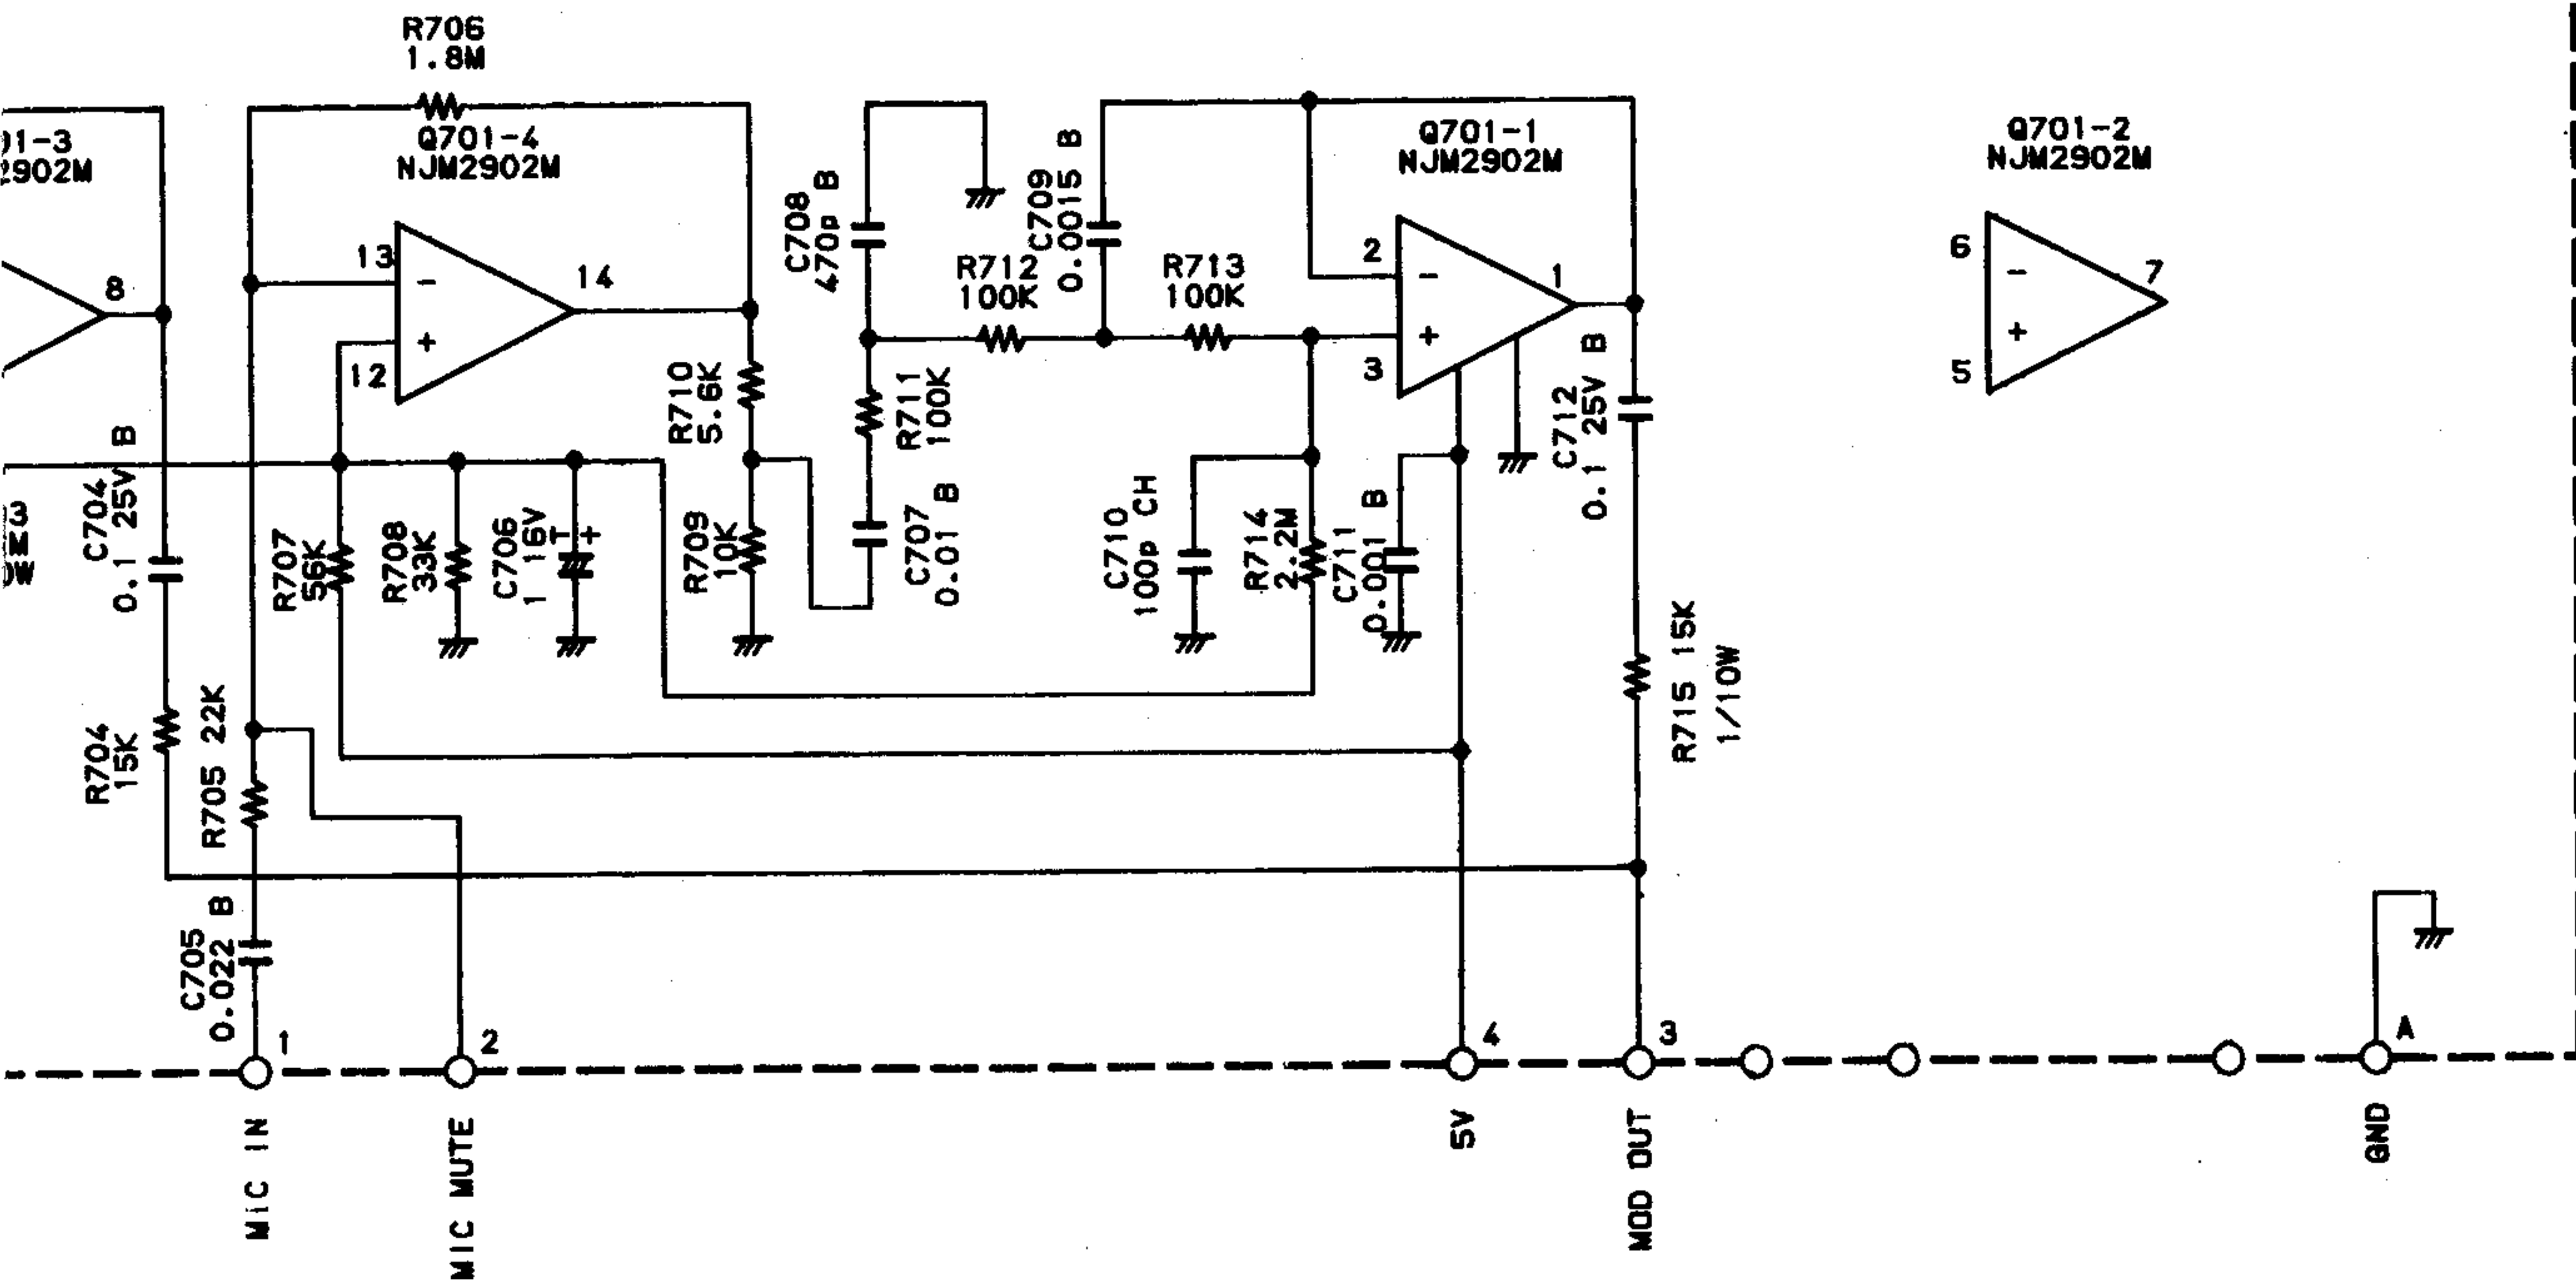 R706
1.8M
Q701-4
NJM2902M
13
-
14
+
12
8
C704
0.1 25V B
R707
56K
R708
33K
C706
1 16V
T +
R710
5.6K
R709
10K
C708
470p B
R711
100K
C707
0.01 B
R712
100K
C709
0.0015 B
R713
100K
Q701-1
NJM2902M
2
-
1
+
3
C710
100p CH
R714
2.2M
C711
0.001 B
C712
0.1 25V B
R715 15K
1/10W
Q701-2
NJM2902M
6
-
7
+
5
R704
15K
R705 22K
C705
0.022 B
1
2
4
3
A
MIC IN
MIC MUTE
5V
MOD OUT
GND